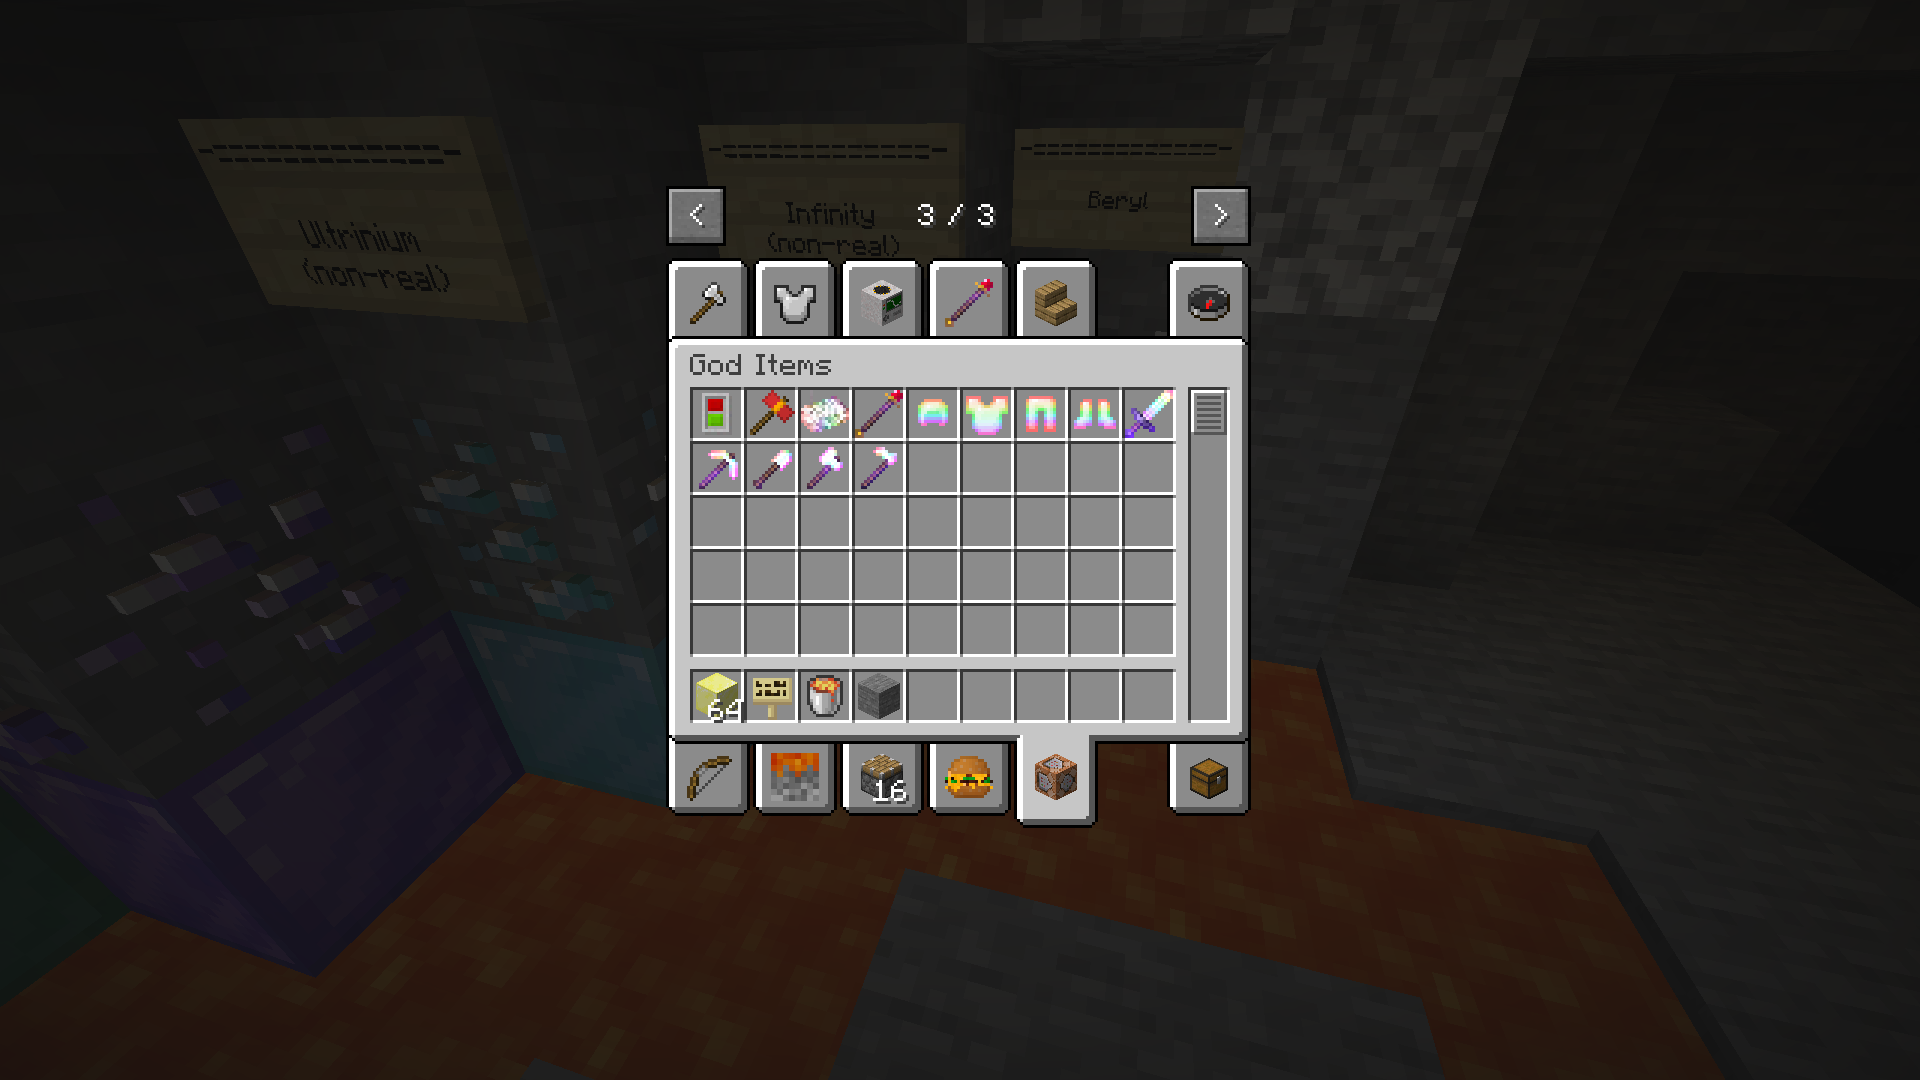 Ultrinium
(non-real)
Infinity
(non-real)
Beryl
< 3 / 3 >
God Items
64
16